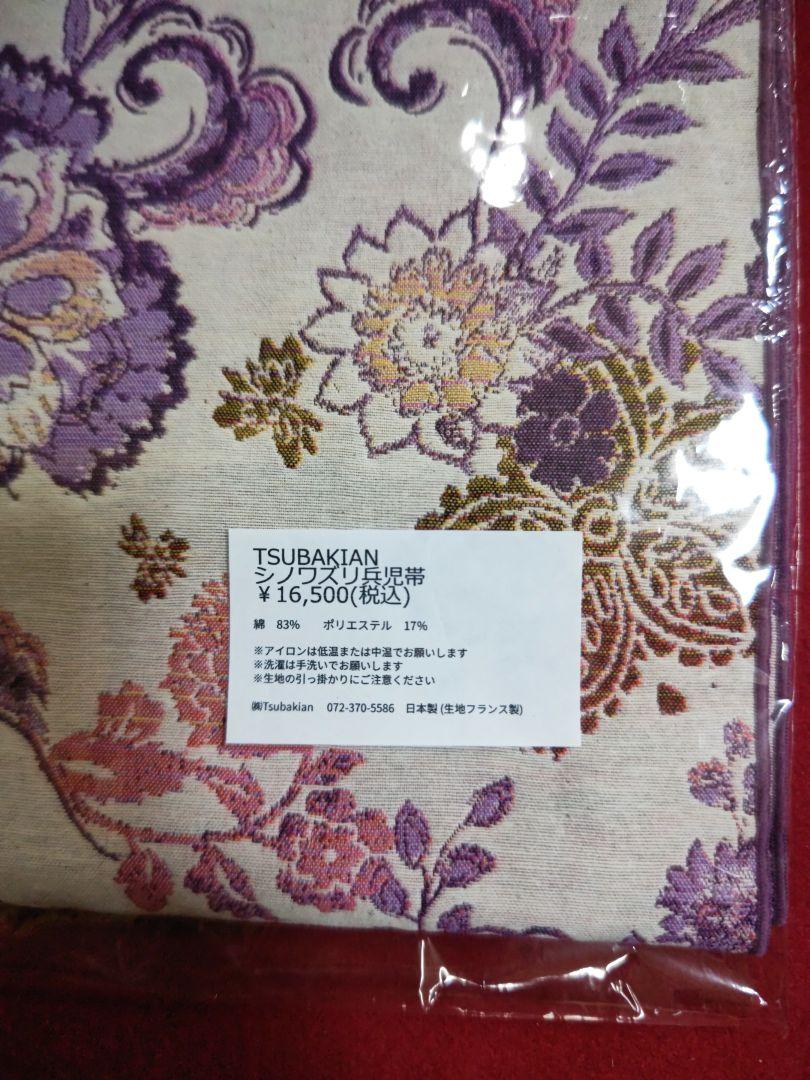 TSUBAKIAN
シノワズリ兵児帯
￥16,500(税込)
綿 83% ポリエステル 17%
※アイロンは低温または中温でお願いします
※洗濯は手洗いでお願いします
※生地の引っ掛かりにご注意ください
㈱Tsubakian 072-370-5586 日本製 (生地フランス製)